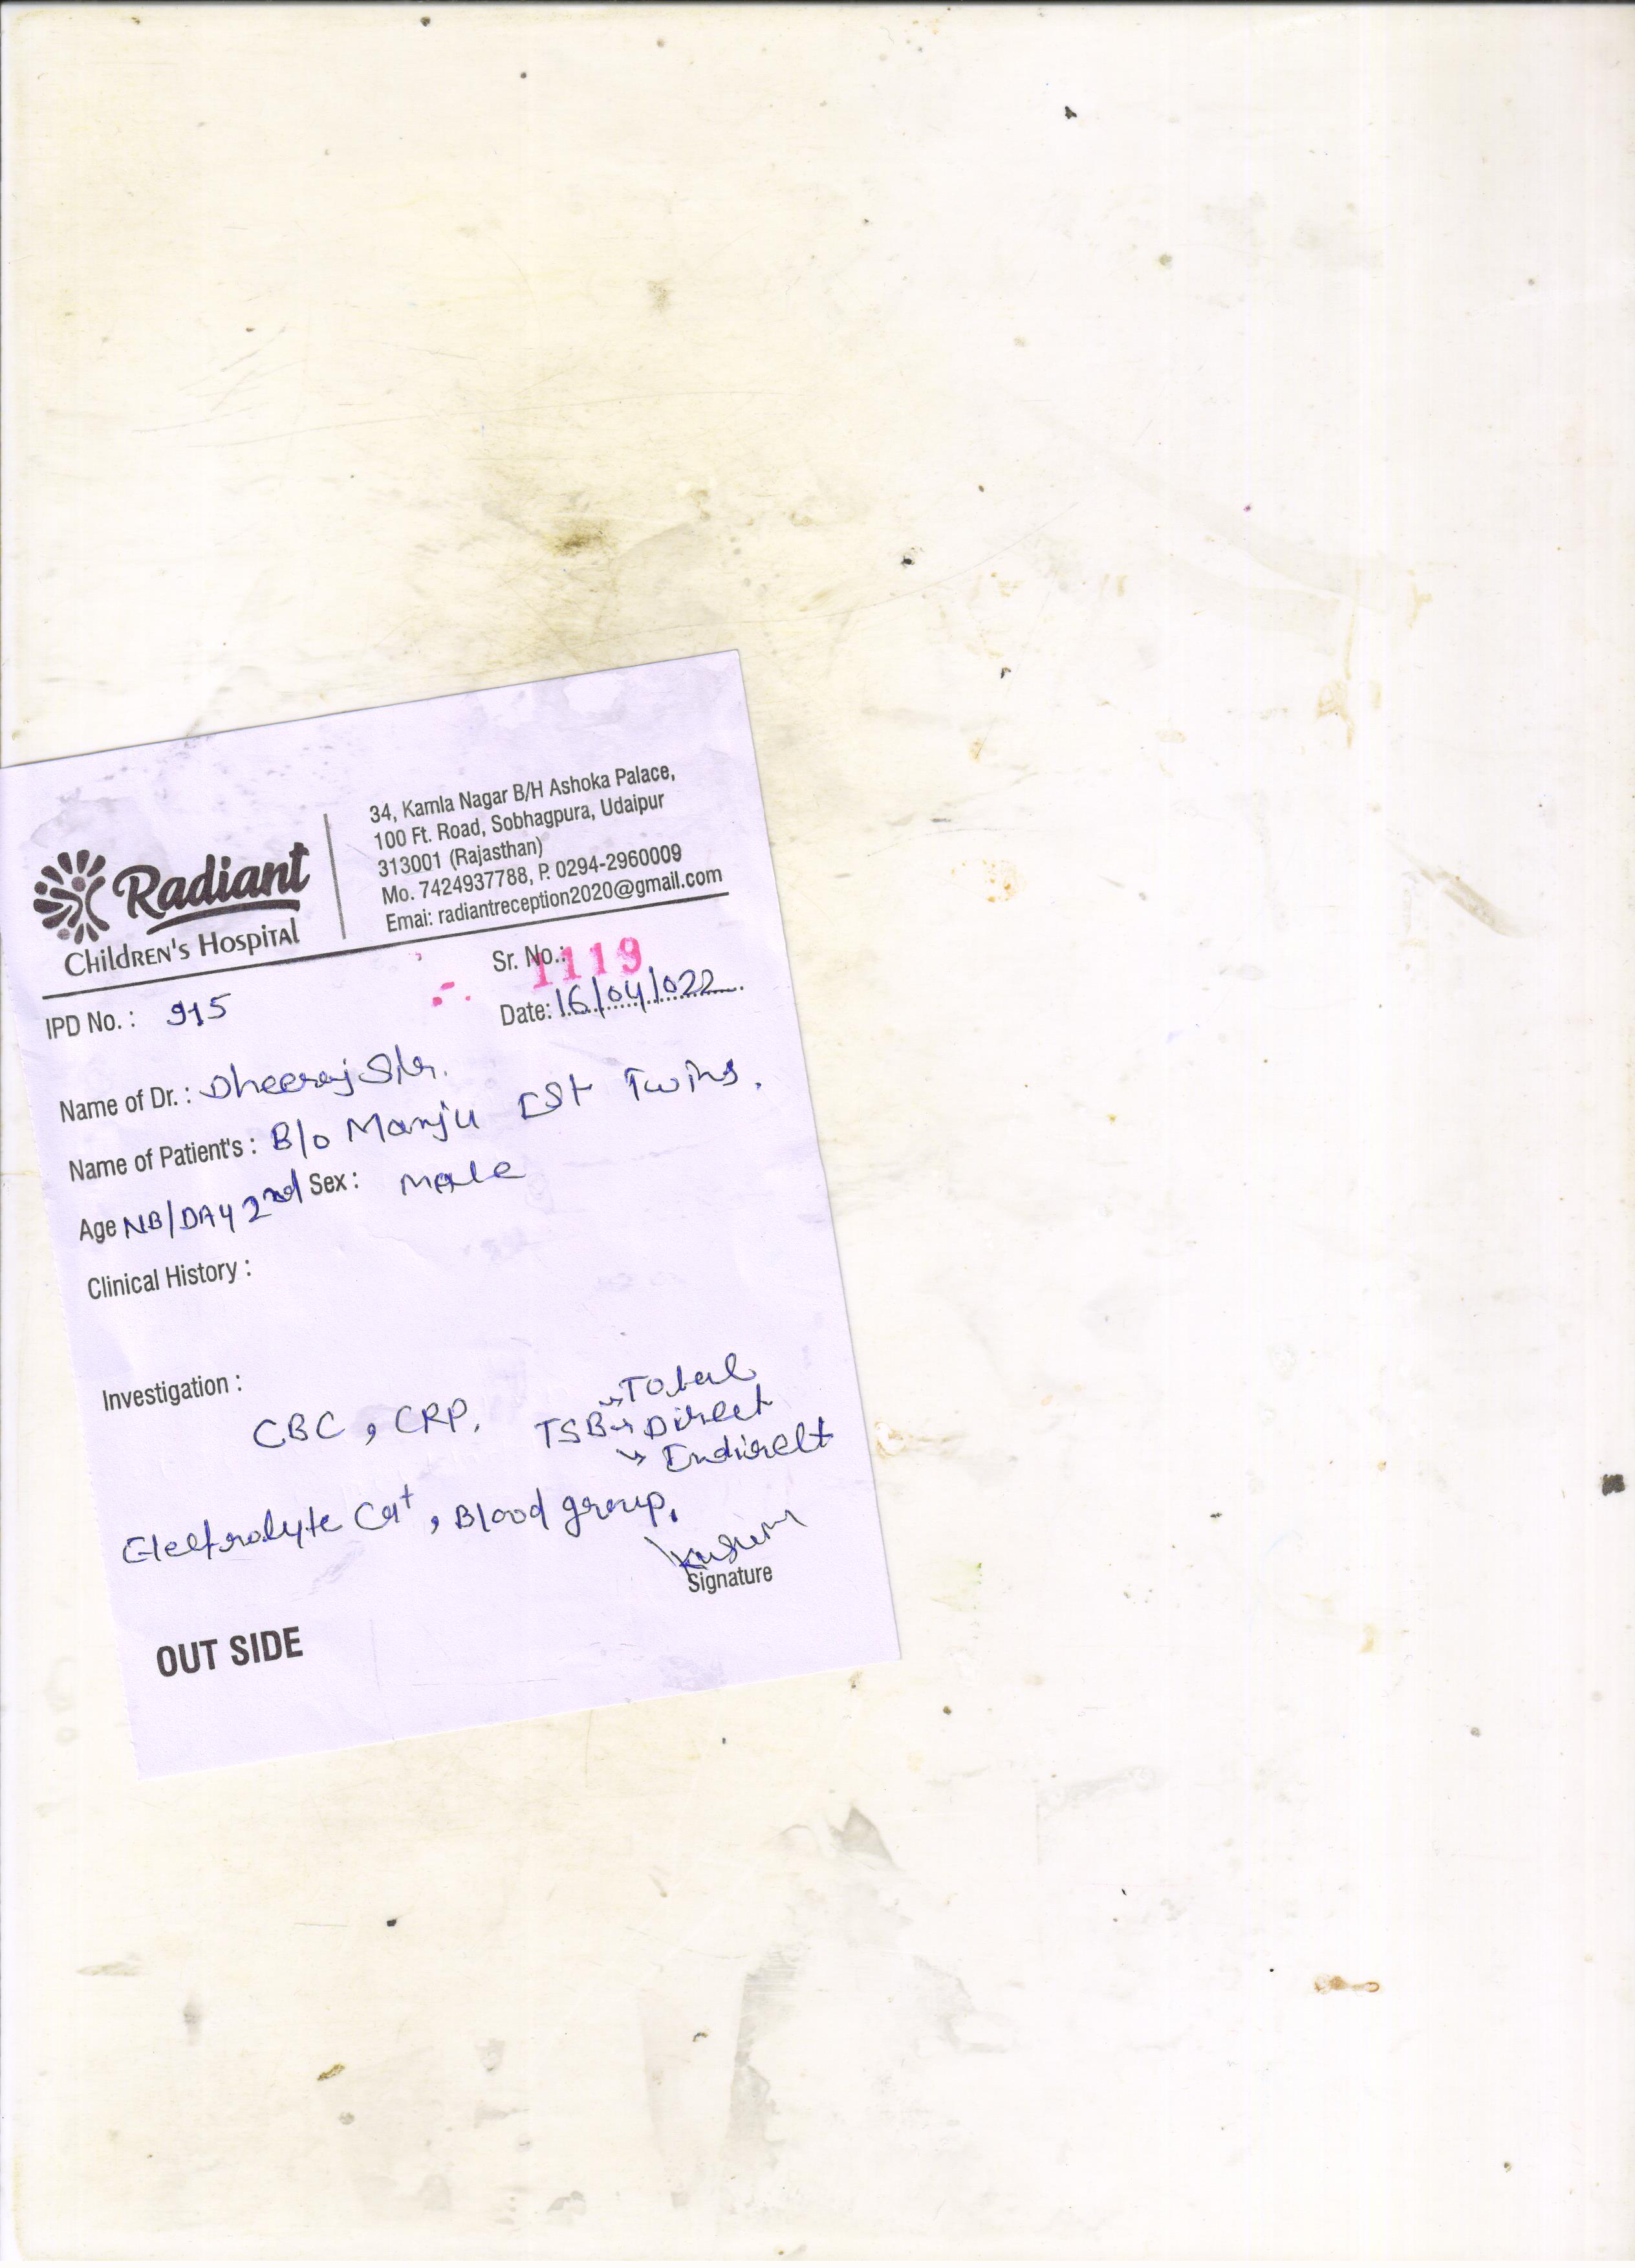 Radiant
Children's Hospital
34, Kamla Nagar B/H Ashoka Palace,
100 Ft. Road, Sobhagpura, Udaipur
313001 (Rajasthan)
Mo. 7424937788, P. 0294-2960009
Emai: radiantreception2020@gmail.com
Sr. No.: 1119
IPD No. : 915
Date: 16/04/022
Name of Dr. : Dheeraj Sir.
Name of Patient's : B/o Manju Ist Twins.
Age NB/DAY 2nd Sex : Male
Clinical History :
Investigation :
CBC, CRP. TSB → Total
→ Direct
→ Indirect
Electrolyte Ca+, Blood group.
Kusum
Signature
OUT SIDE